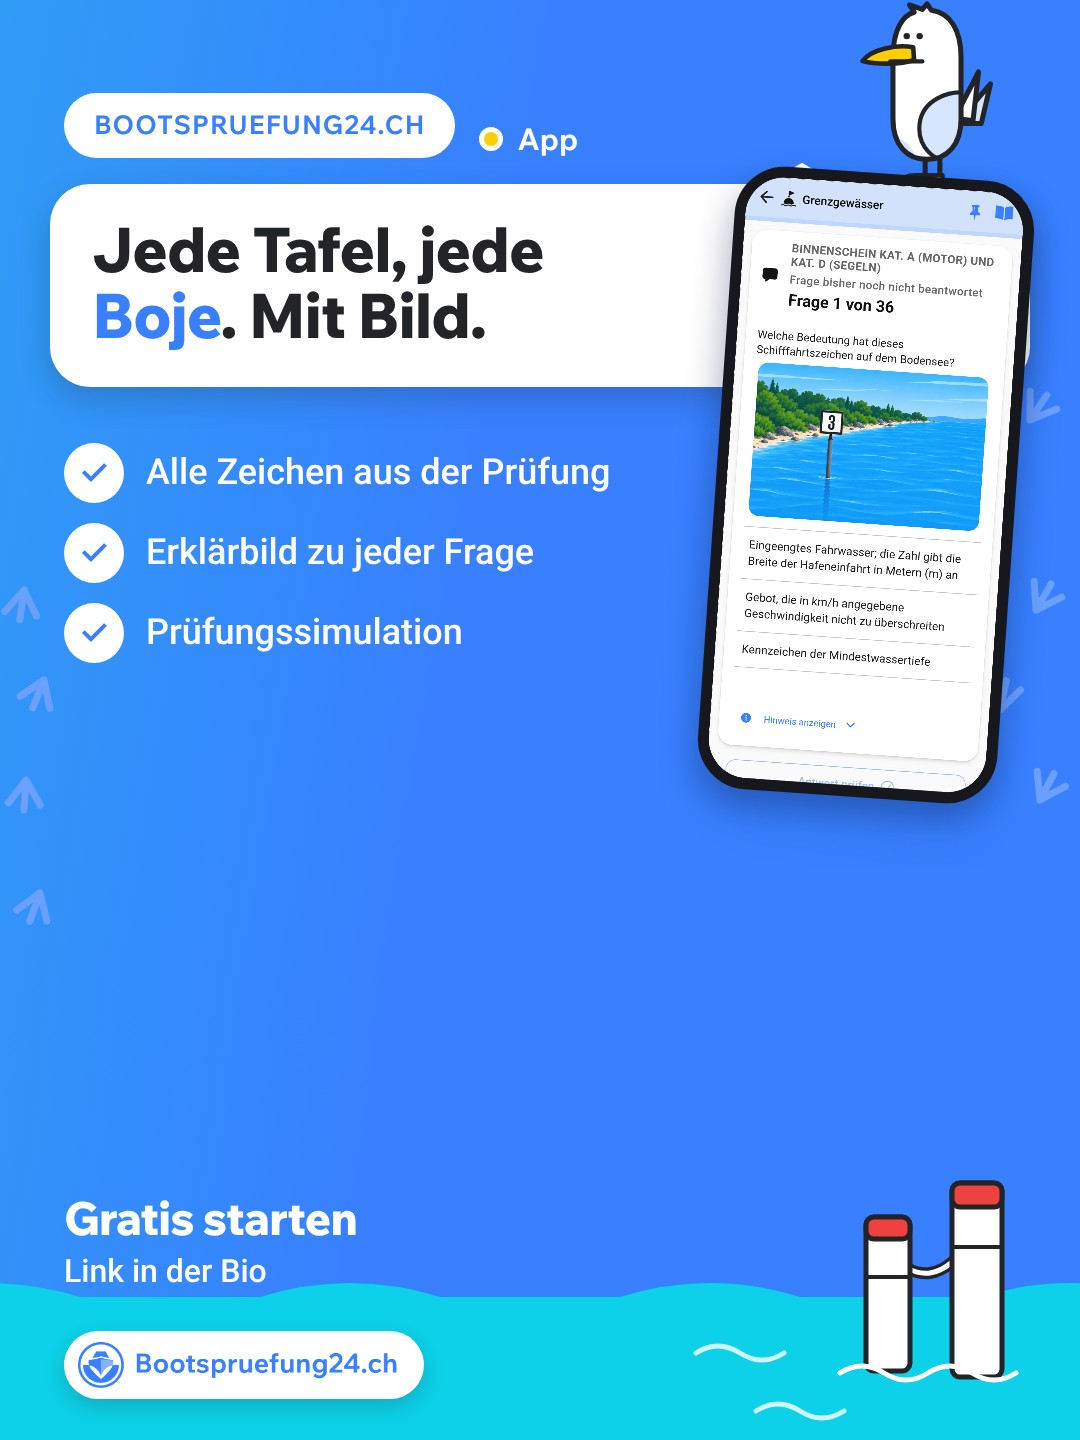 BOOTSPRUEFUNG24.CH
App
Jede Tafel, jede
Boje. Mit Bild.
Alle Zeichen aus der Prüfung
Erklärbild zu jeder Frage
Prüfungssimulation
Grenzgewässer
BINNENSCHEIN KAT. A (MOTOR) UND
KAT. D (SEGELN)
Frage bisher noch nicht beantwortet
Frage 1 von 36
Welche Bedeutung hat dieses
Schifffahrtszeichen auf dem Bodensee?
3
Eingeengtes Fahrwasser; die Zahl gibt die
Breite der Hafeneinfahrt in Metern (m) an
Gebot, die in km/h angegebene
Geschwindigkeit nicht zu überschreiten
Kennzeichen der Mindestwassertiefe
Hinweis anzeigen
Antwort prüfen
Gratis starten
Link in der Bio
Bootspruefung24.ch